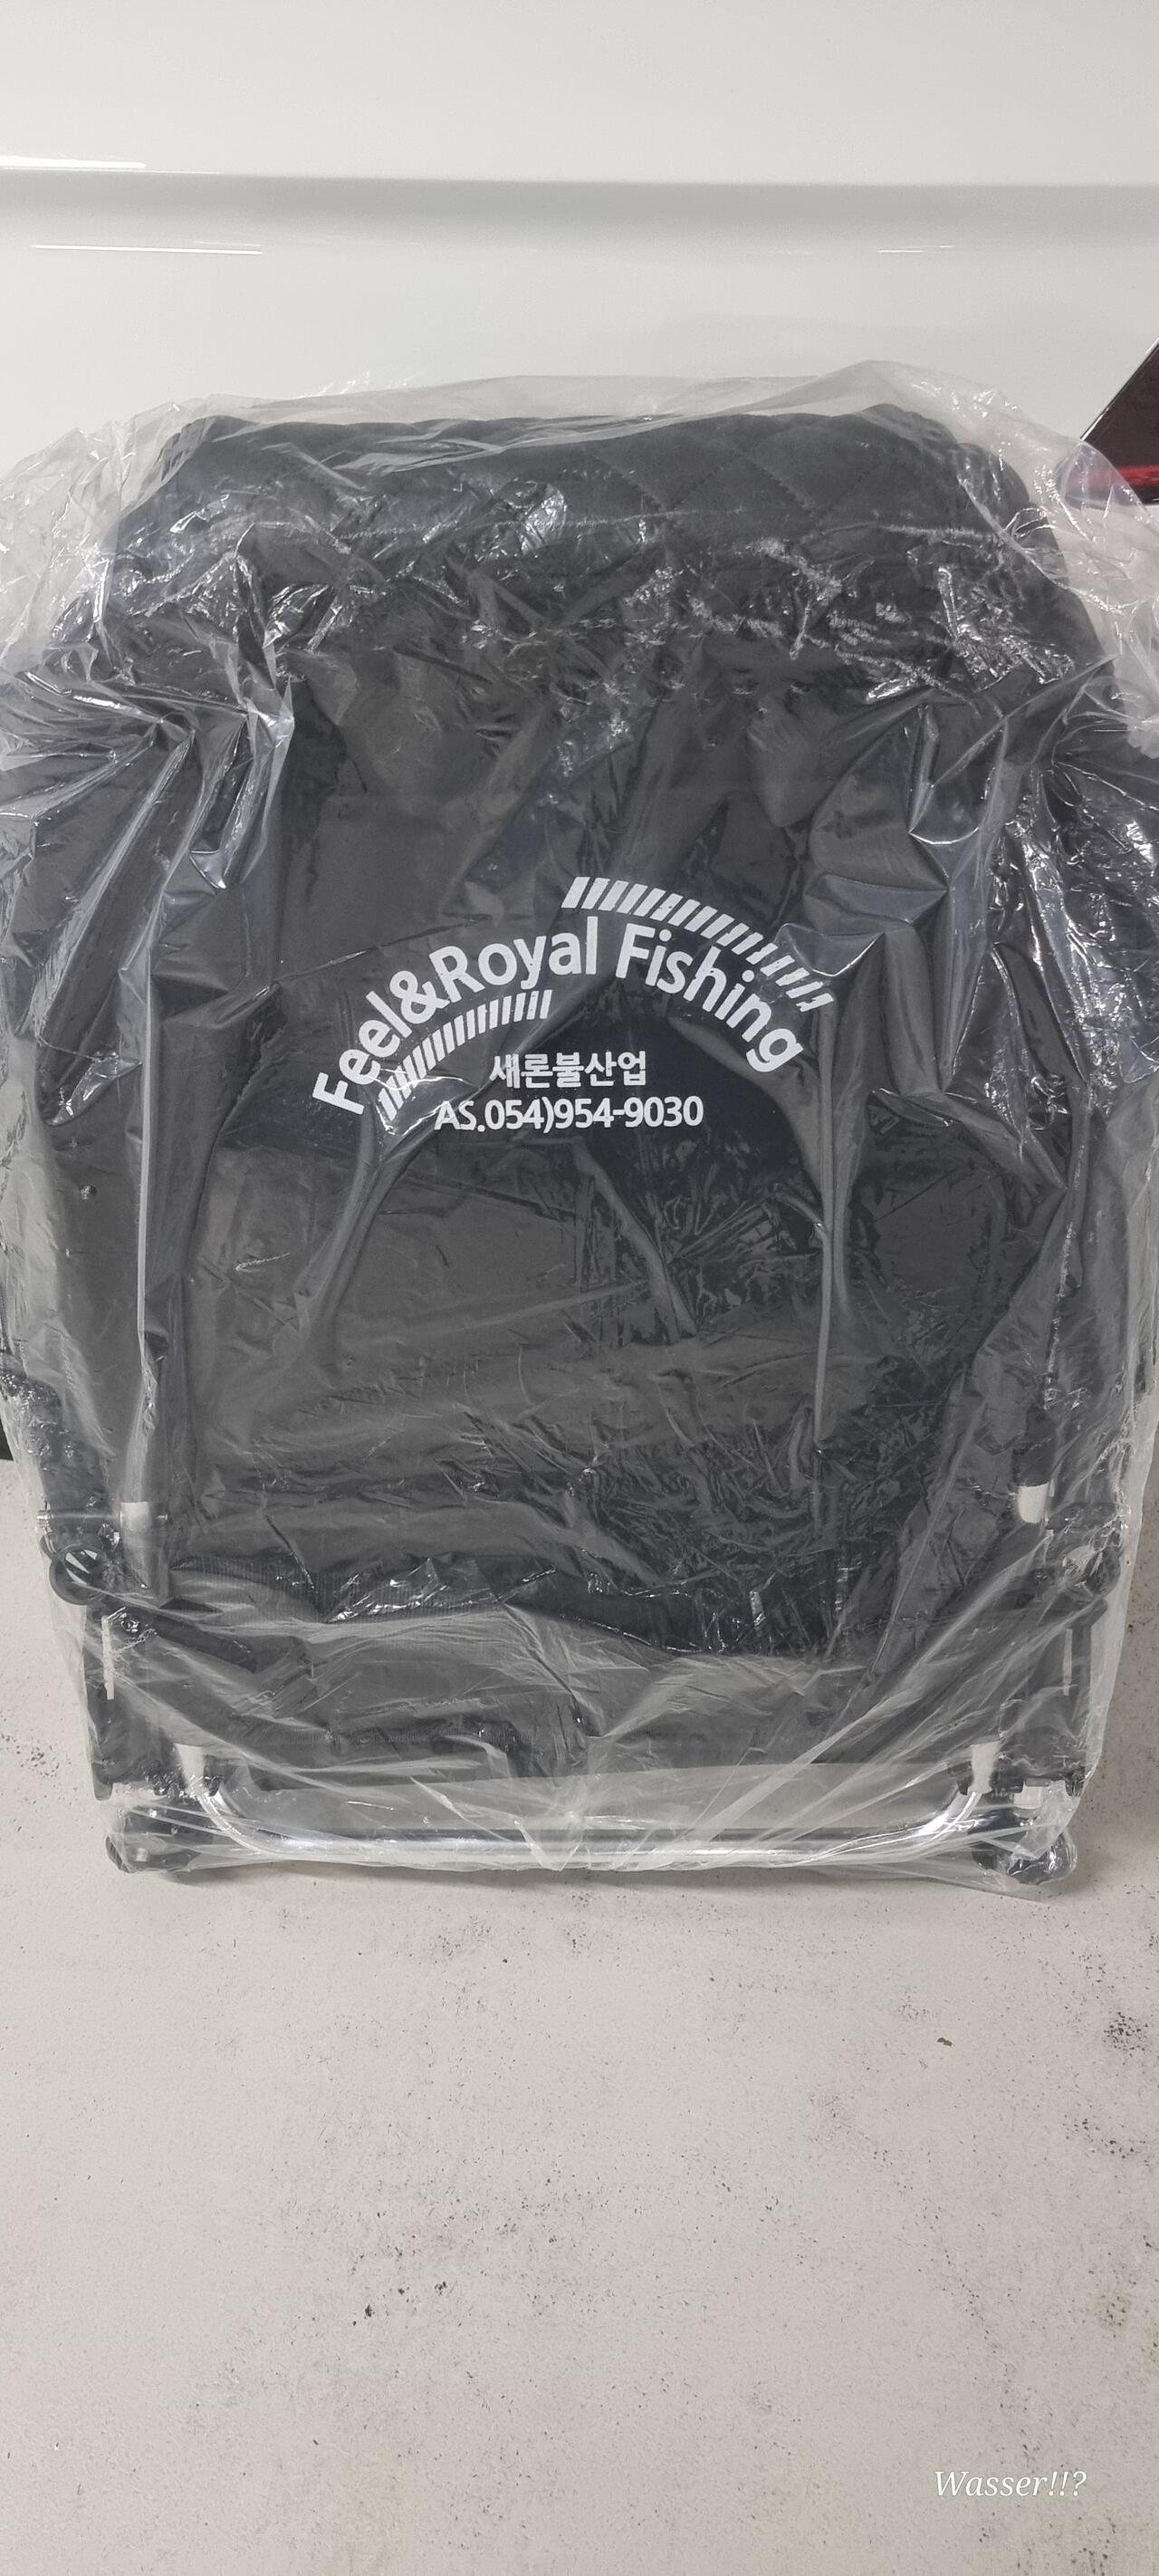 Feel&Royal Fishing
새론불산업
AS.054)954-9030
Wasser!!?